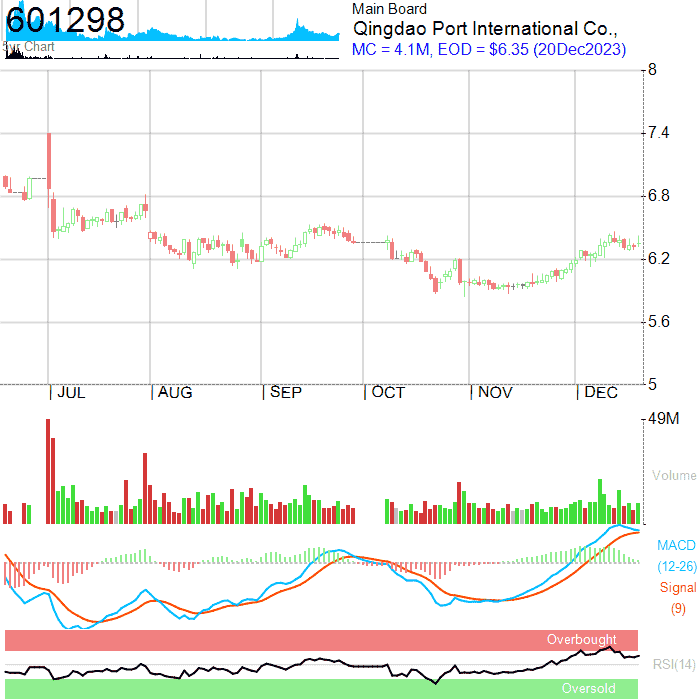 601298
5yr Chart
Main Board
Qingdao Port International Co.,
MC = 4.1M, EOD = $6.35 (20Dec2023)
8
7.4
6.8
6.2
5.6
5
JUL AUG SEP OCT NOV DEC
49M
Volume
MACD
(12-26)
Signal
(9)
Overbought
RSI(14)
Oversold